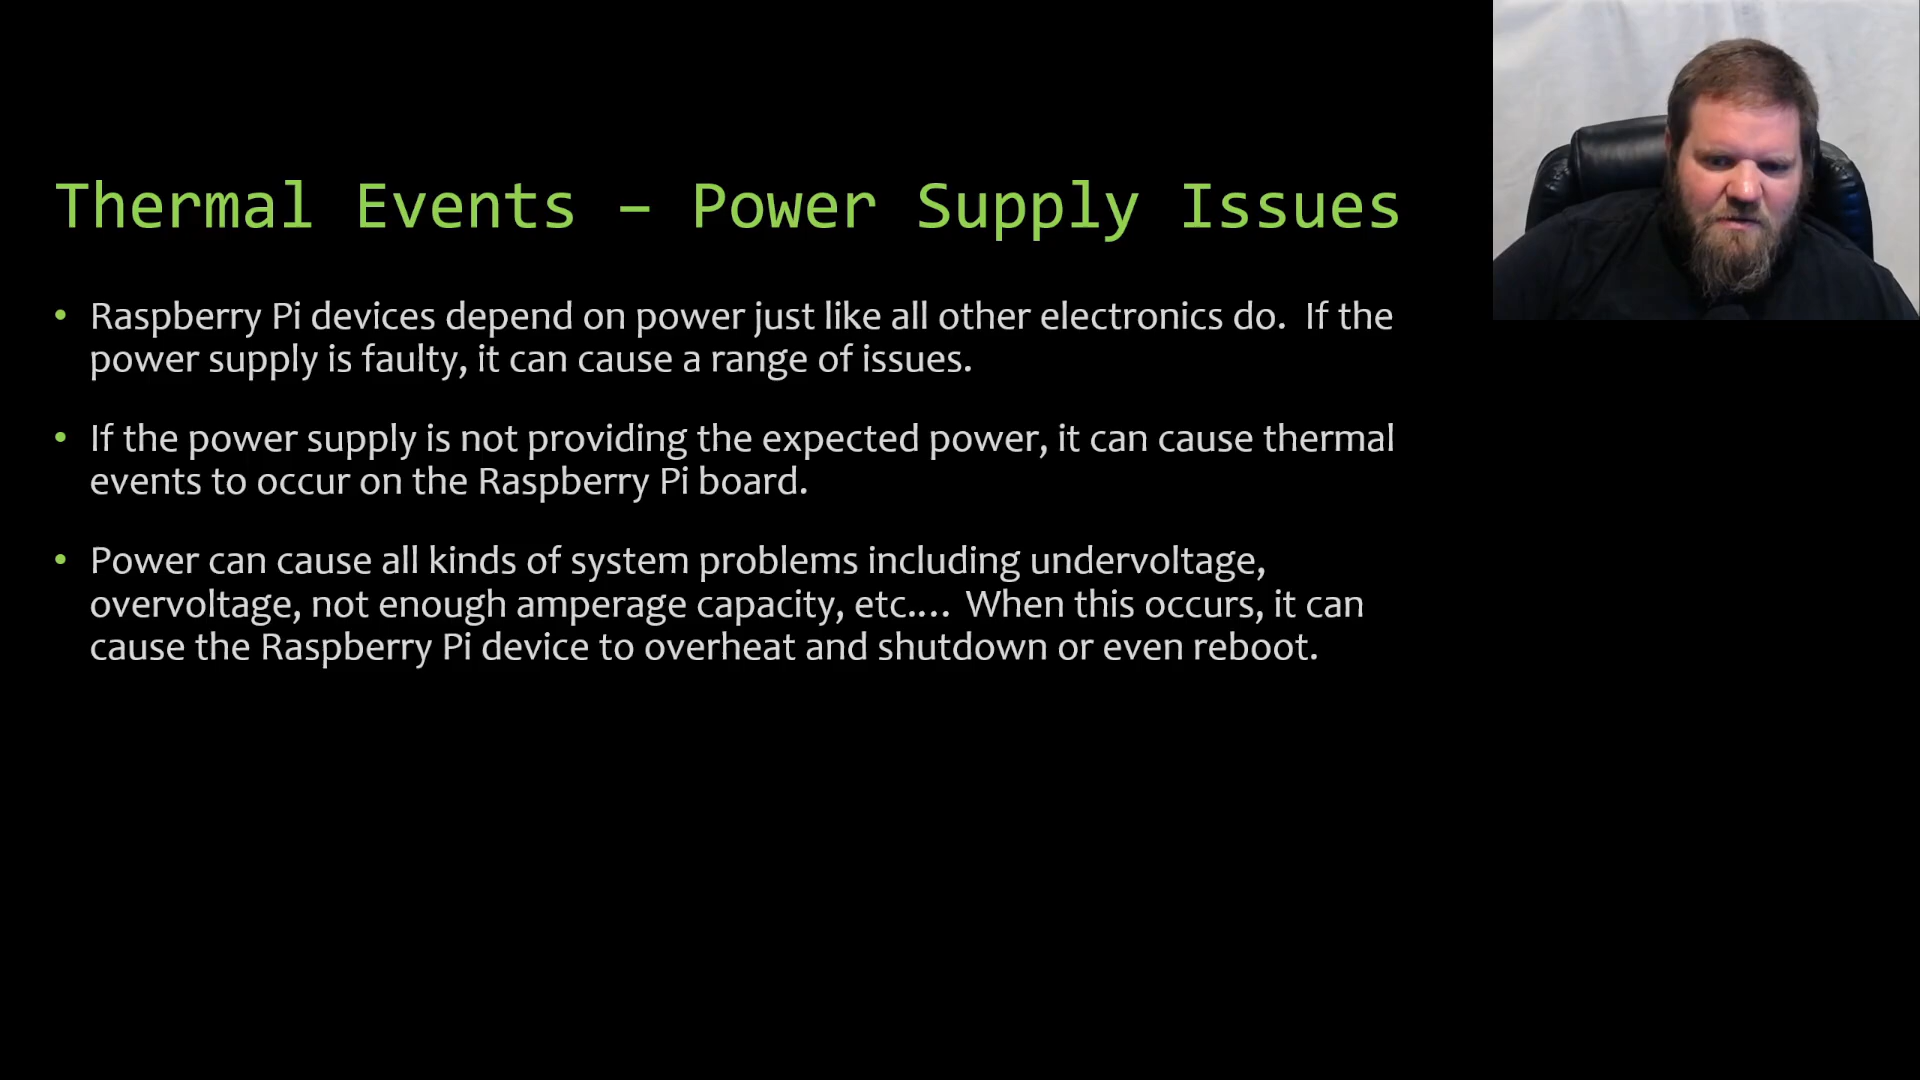 Thermal Events – Power Supply Issues
• Raspberry Pi devices depend on power just like all other electronics do.  If the
power supply is faulty, it can cause a range of issues.
• If the power supply is not providing the expected power, it can cause thermal
events to occur on the Raspberry Pi board.
• Power can cause all kinds of system problems including undervoltage,
overvoltage, not enough amperage capacity, etc….  When this occurs, it can
cause the Raspberry Pi device to overheat and shutdown or even reboot.